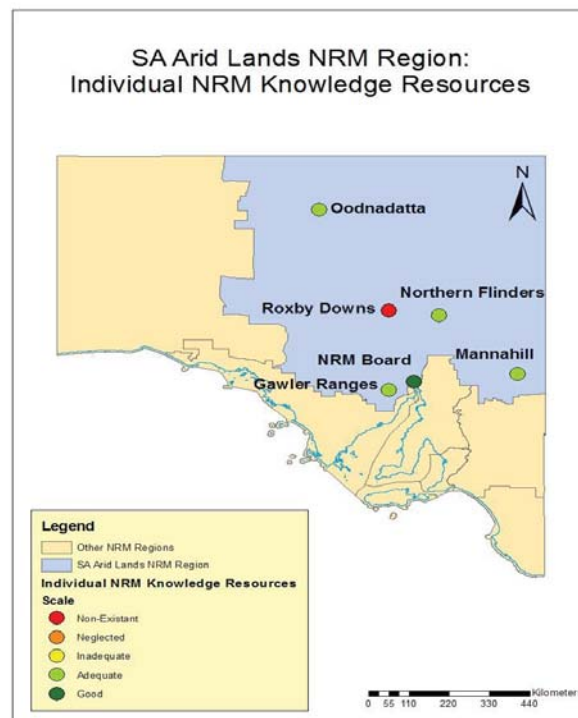 SA Arid Lands NRM Region:
Individual NRM Knowledge Resources
N
Oodnadatta
Roxby Downs
Northern Flinders
NRM Board
Mannahill
Gawler Ranges
Legend
Other NRM Regions
SA Arid Lands NRM Region
Individual NRM Knowledge Resources
Scale
Non-Existant
Neglected
Inadequate
Adequate
Good
Kilometer
0 55 110 220 330 440